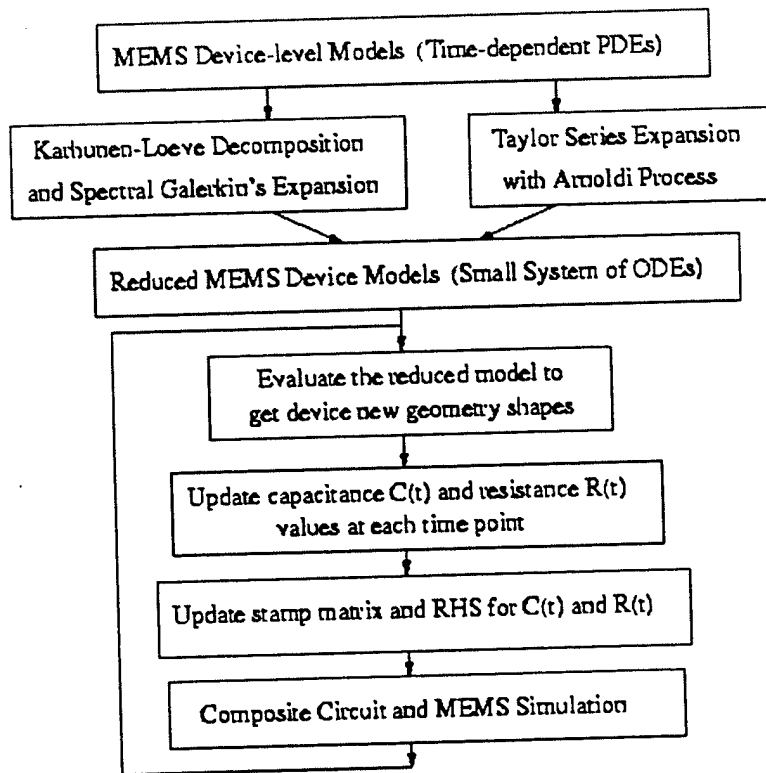 MEMS Device-level Models (Time-dependent PDEs)
Karhunen-Loeve Decomposition
and Spectral Galerkin's Expansion
Taylor Series Expansion
with Arnoldi Process
Reduced MEMS Device Models (Small System of ODEs)
Evaluate the reduced model to
get device new geometry shapes
Update capacitance C(t) and resistance R(t)
values at each time point
Update stamp matrix and RHS for C(t) and R(t)
Composite Circuit and MEMS Simulation